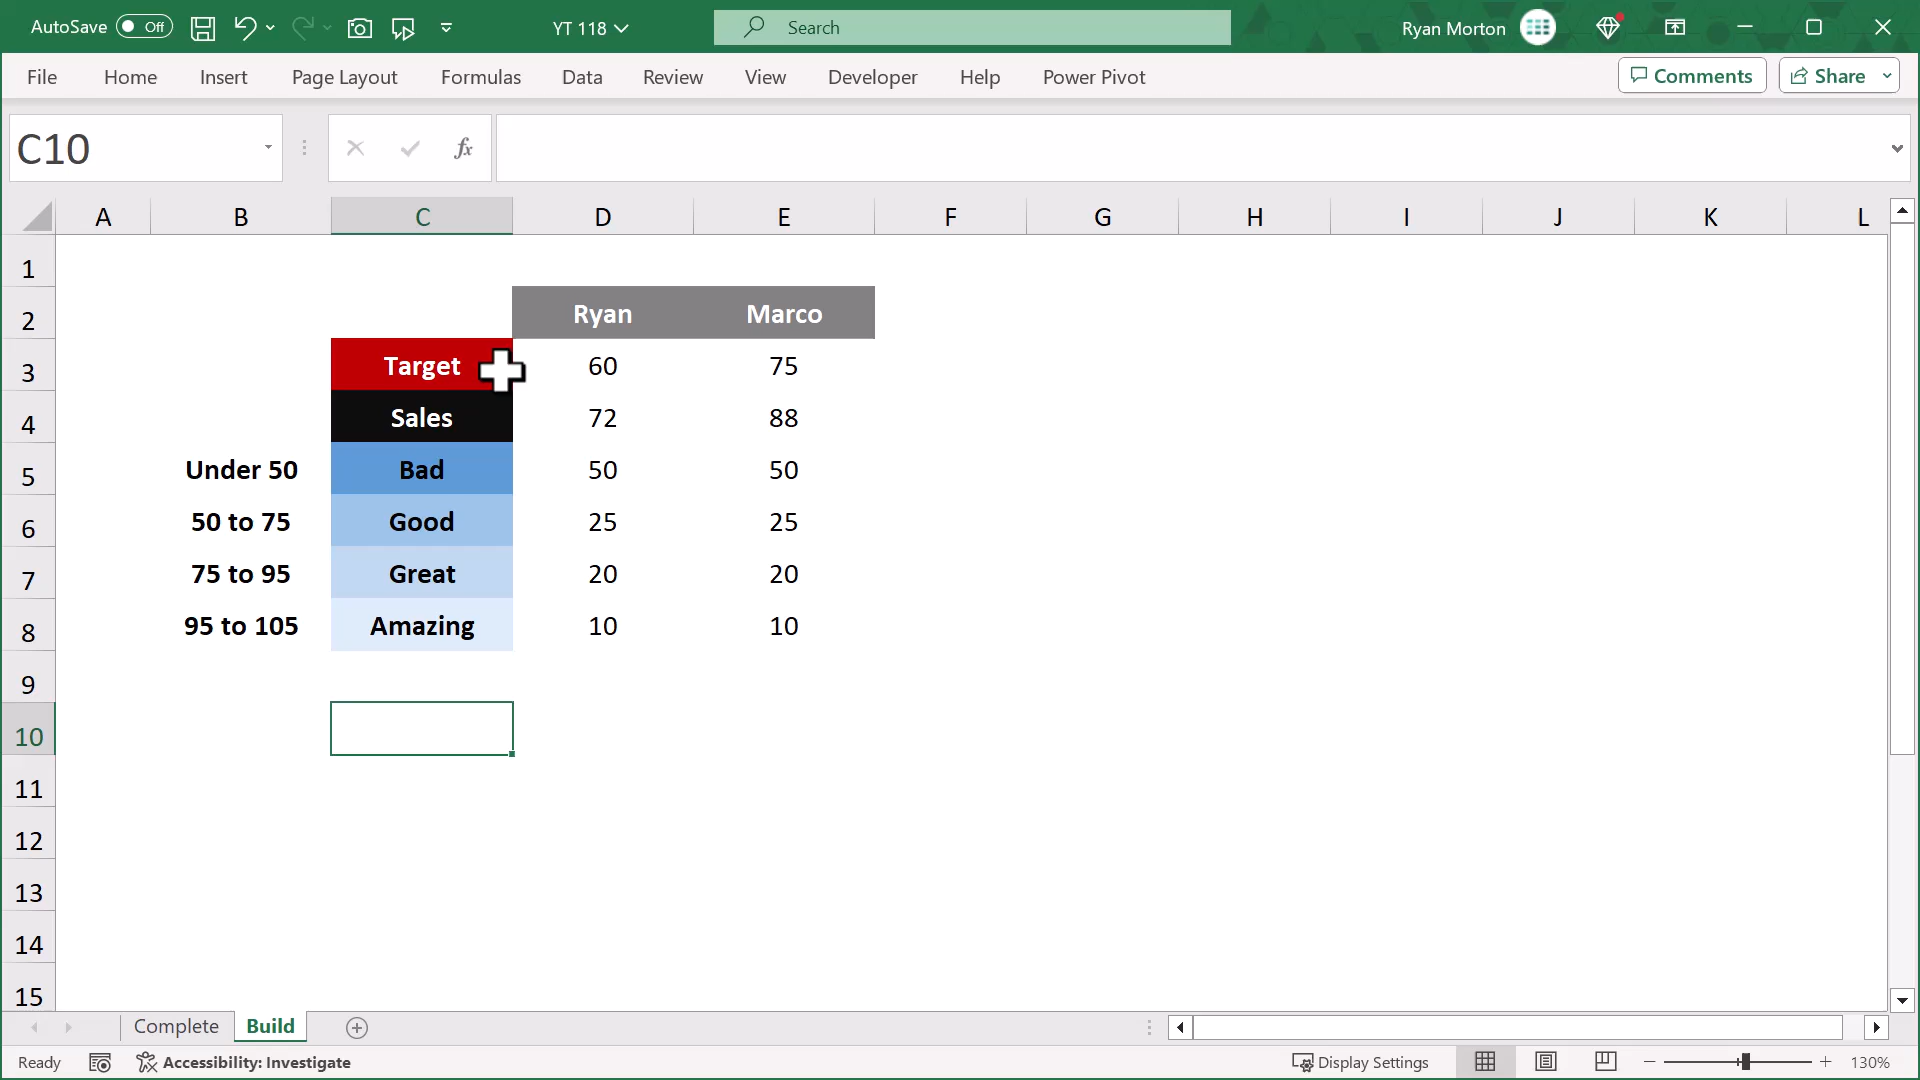 AutoSave Off YT 118 Search Ryan Morton
File Home Insert Page Layout Formulas Data Review View Developer Help Power Pivot Comments Share
C10 fx
A B C D E F G H I J K L
1
2 Ryan Marco
3 Target 60 75
4 Sales 72 88
5 Under 50 Bad 50 50
6 50 to 75 Good 25 25
7 75 to 95 Great 20 20
8 95 to 105 Amazing 10 10
9
10
11
12
13
14
15
Complete Build
Ready Accessibility: Investigate Display Settings 130%